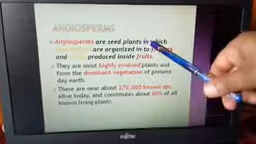 ANGIOSPERMS
Angiosperms are seed plants in which
are organized in to
and produced inside fruits.
They are most highly evolved plants and
form the dominant vegetation of present
day earth.
There are near about 270,000 known spp.
alive today, and constitutes about 80% of all
known living plants
FUJITSU